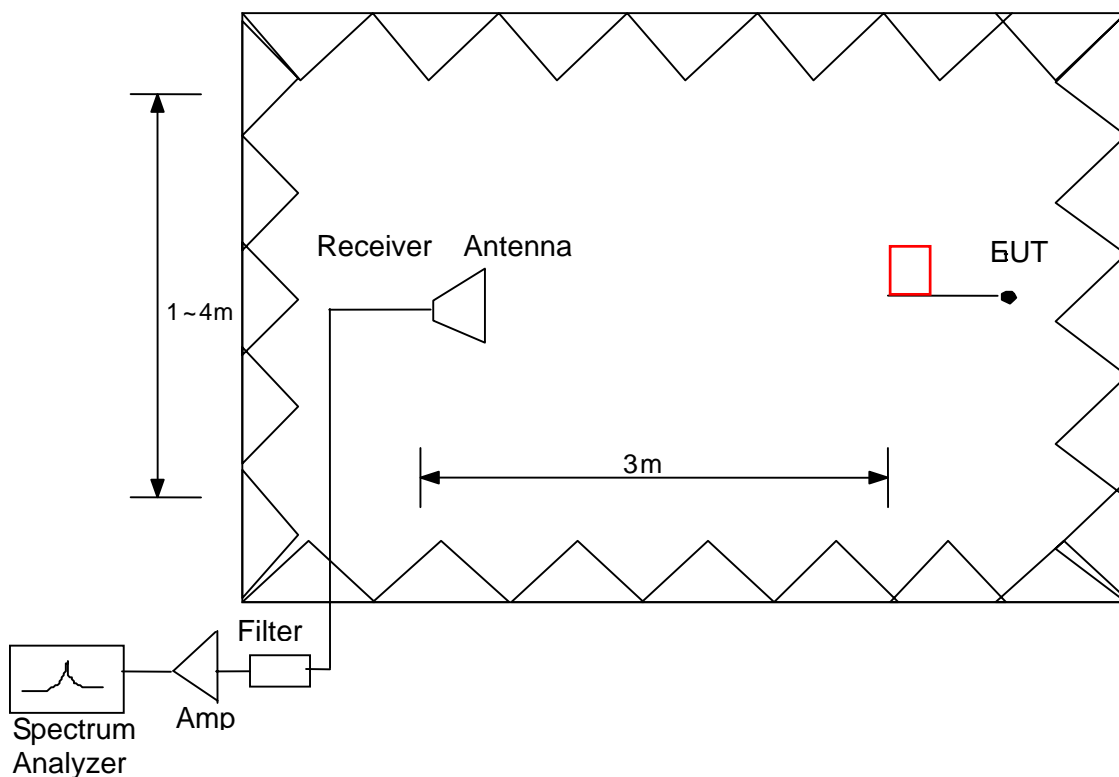 Receiver Antenna
EUT
1~4m
3m
Filter
Amp
Spectrum
Analyzer